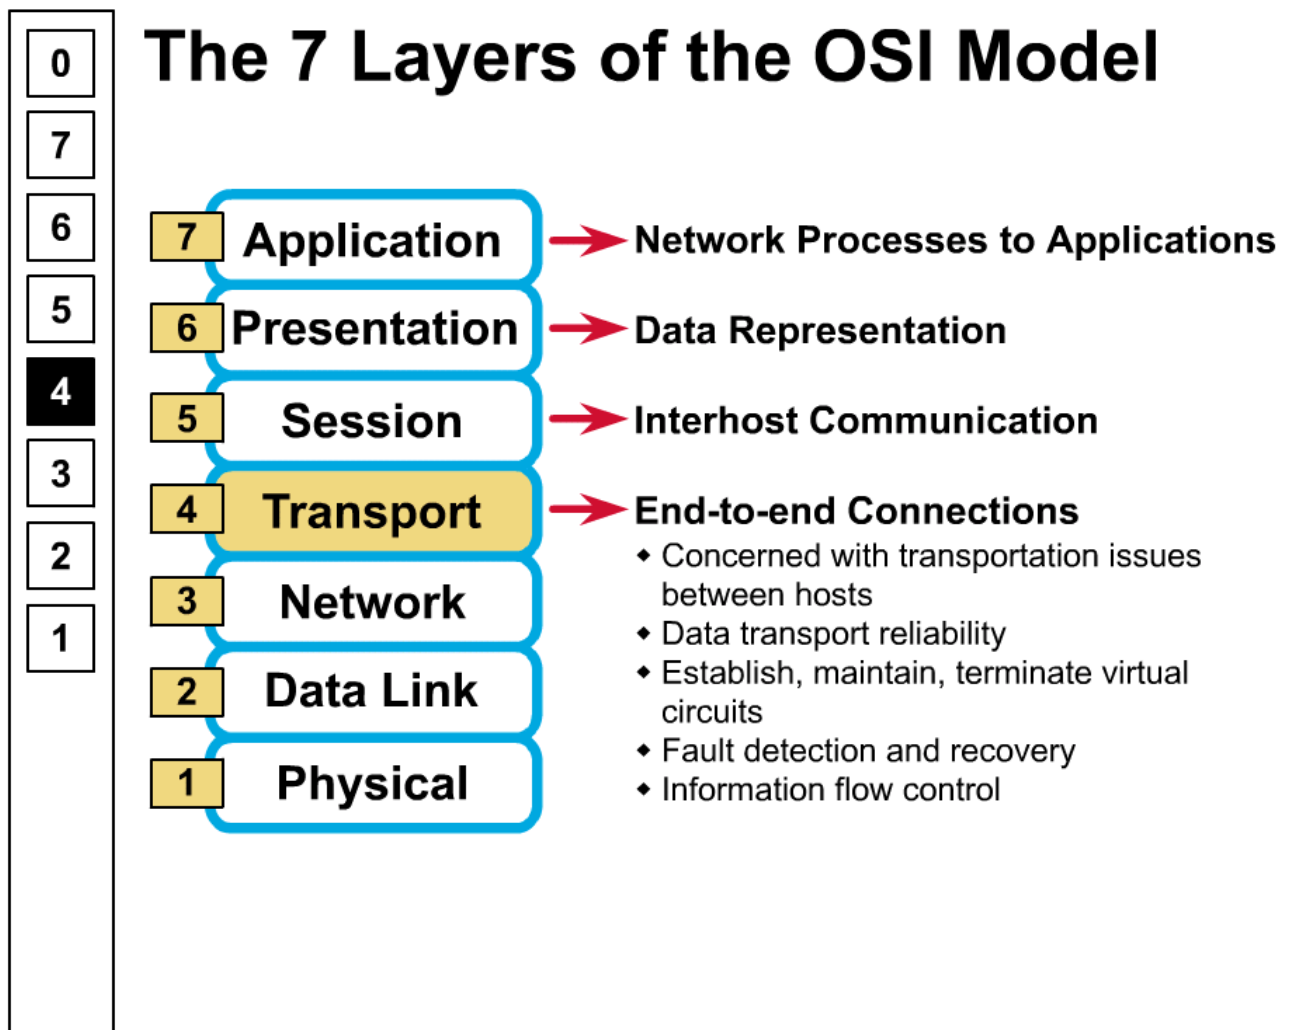 The 7 Layers of the OSI Model
0
7
6
5
4
3
2
1
7 Application Network Processes to Applications
6 Presentation Data Representation
5 Session Interhost Communication
4 Transport End-to-end Connections
Concerned with transportation issues
between hosts
Data transport reliability
Establish, maintain, terminate virtual
circuits
Fault detection and recovery
Information flow control
3 Network
2 Data Link
1 Physical